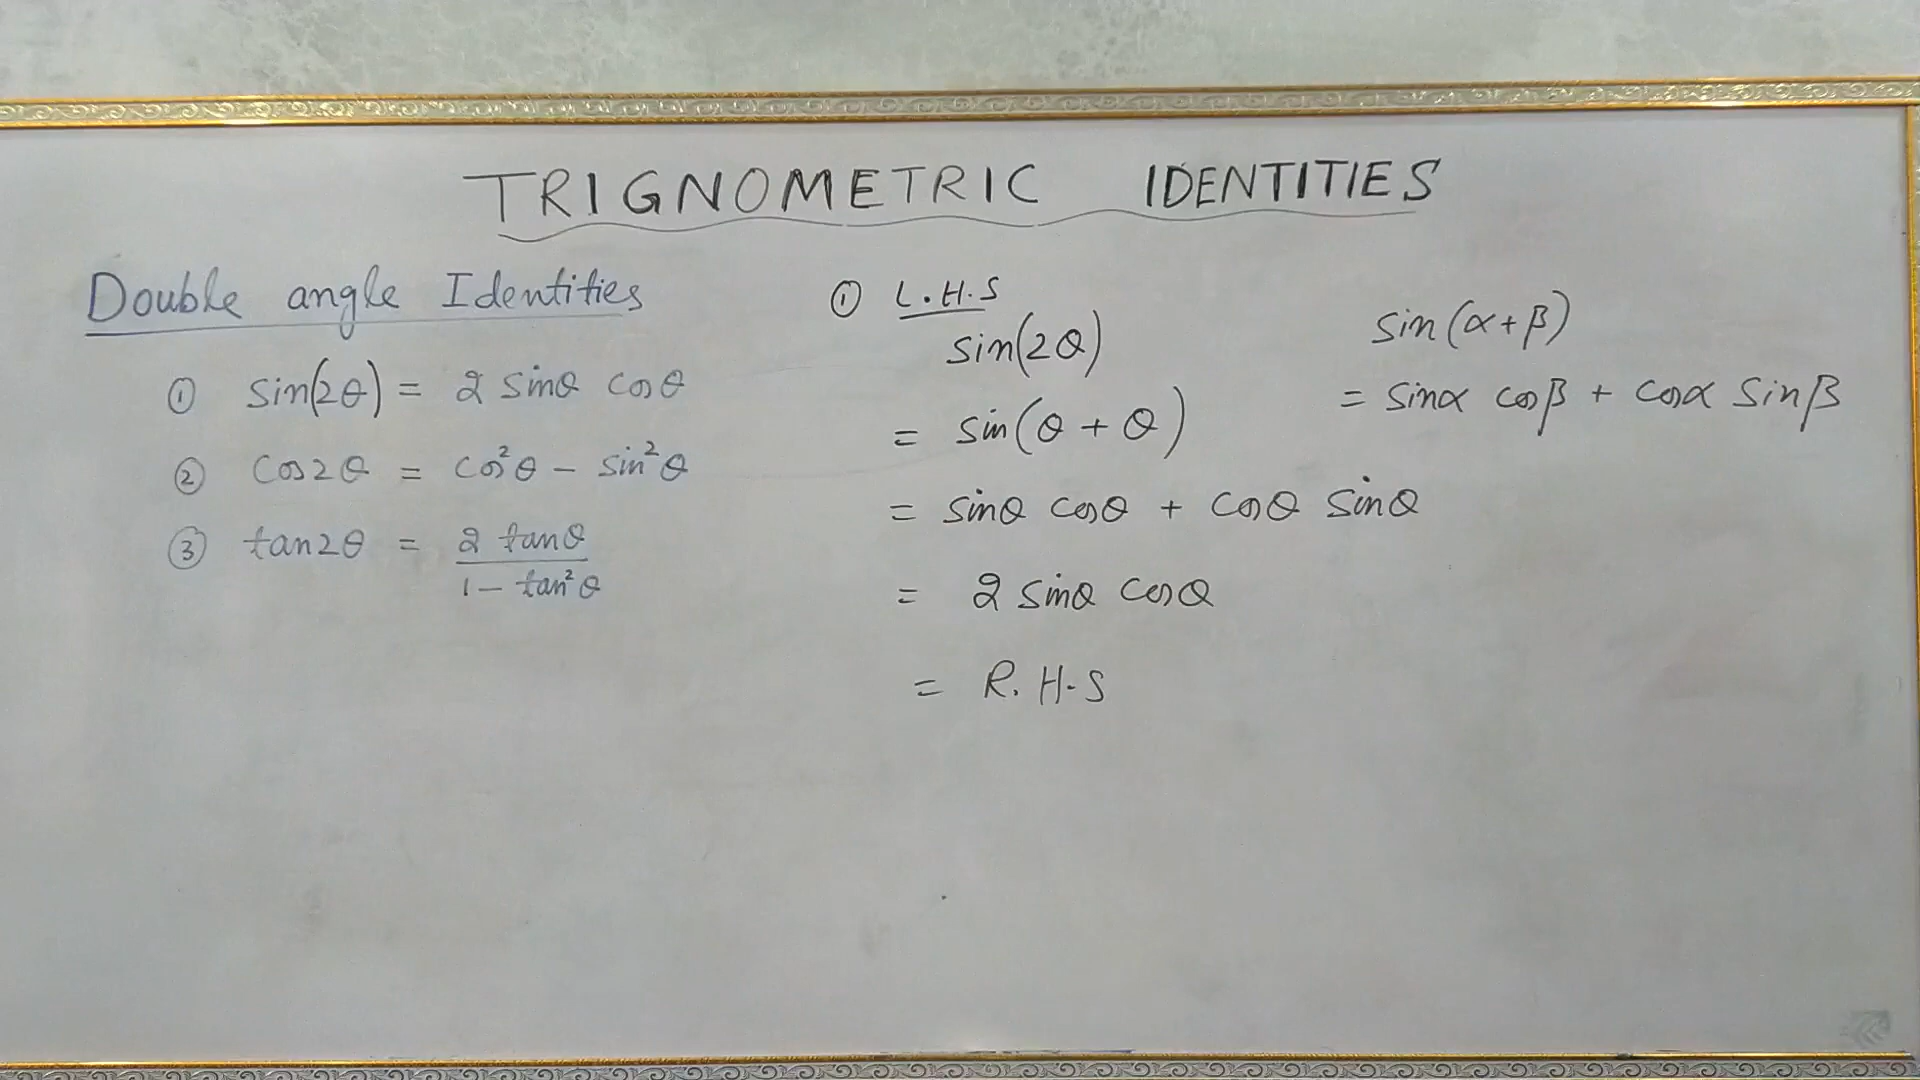 TRIGNOMETRIC IDENTITIES
Double angle Identities
① sin(2θ) = 2 sinθ cosθ
② cos2θ = cos²θ - sin²θ
③ tan2θ = 2 tanθ
1 - tan²θ
① L.H.S
sin(2θ)
= sin(θ + θ)
= sinθ cosθ + cosθ sinθ
= 2 sinθ cosθ
= R.H.S
sin(α+β)
= sinα cosβ + cosα sinβ